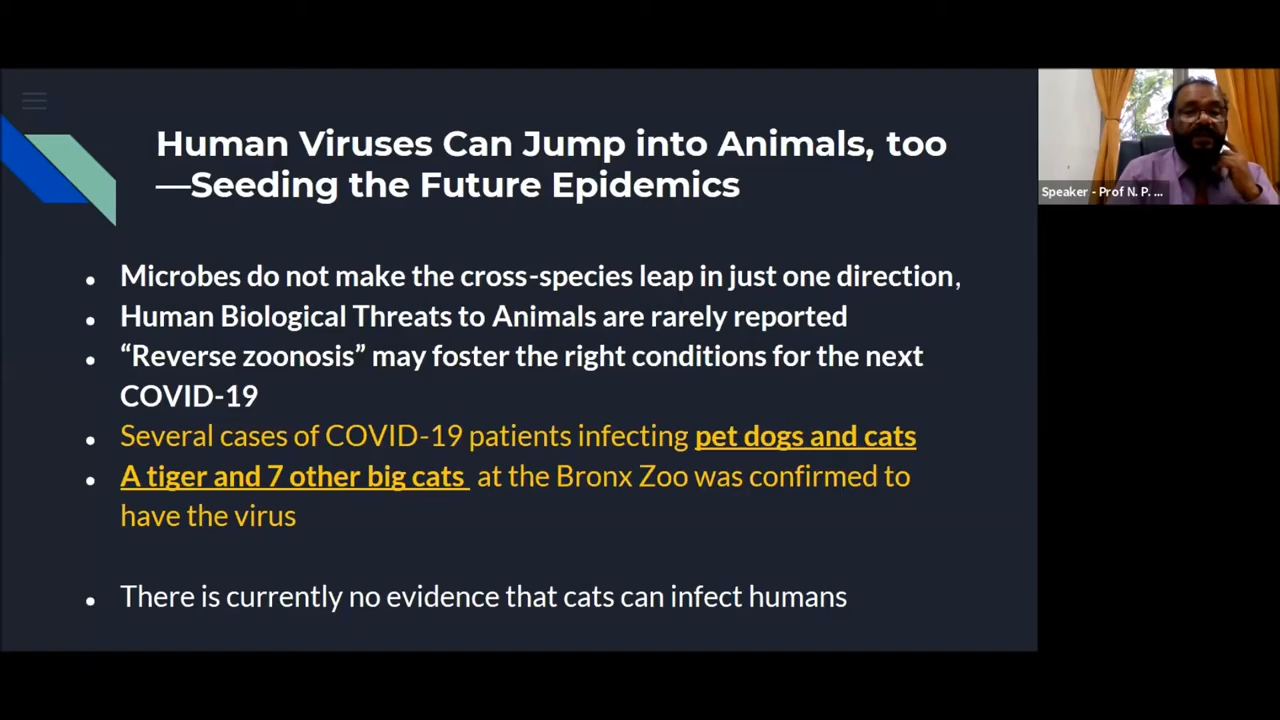 Human Viruses Can Jump into Animals, too
—Seeding the Future Epidemics
Microbes do not make the cross-species leap in just one direction,
Human Biological Threats to Animals are rarely reported
“Reverse zoonosis” may foster the right conditions for the next
COVID-19
Several cases of COVID-19 patients infecting pet dogs and cats
A tiger and 7 other big cats at the Bronx Zoo was confirmed to
have the virus
There is currently no evidence that cats can infect humans
Speaker - Prof N. P. ...